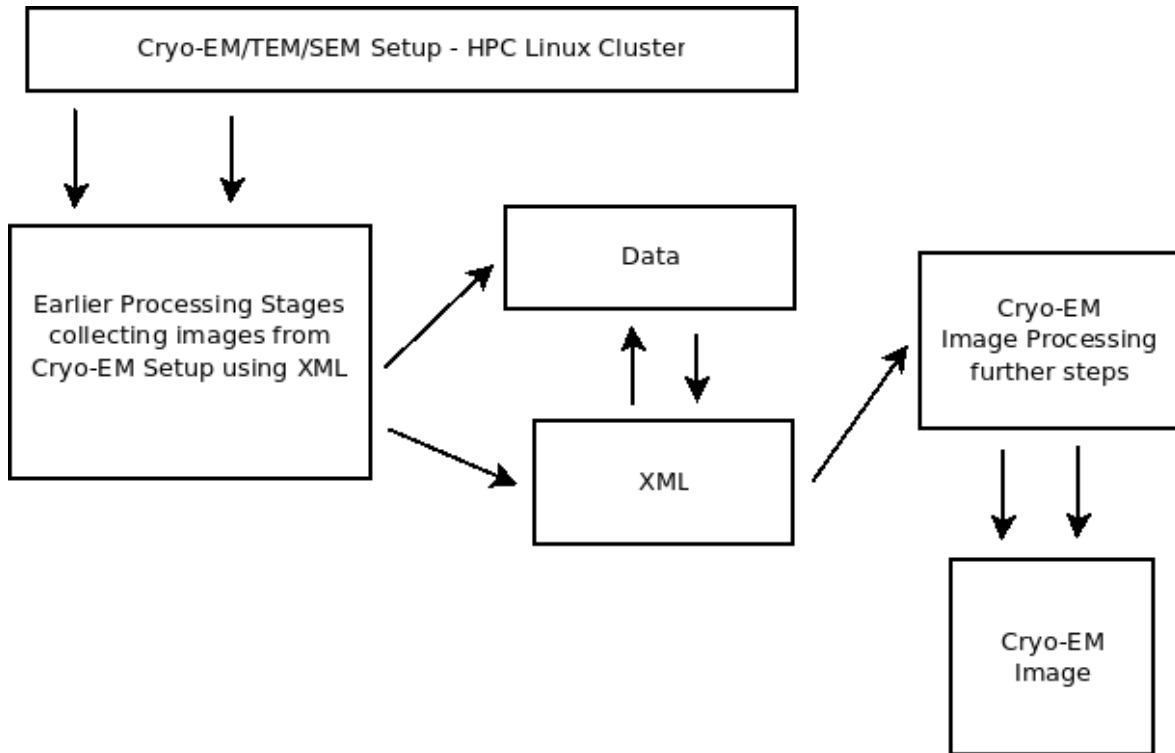 Cryo-EM/TEM/SEM Setup - HPC Linux Cluster
Earlier Processing Stages
collecting images from
Cryo-EM Setup using XML
Data
XML
Cryo-EM
Image Processing
further steps
Cryo-EM
Image